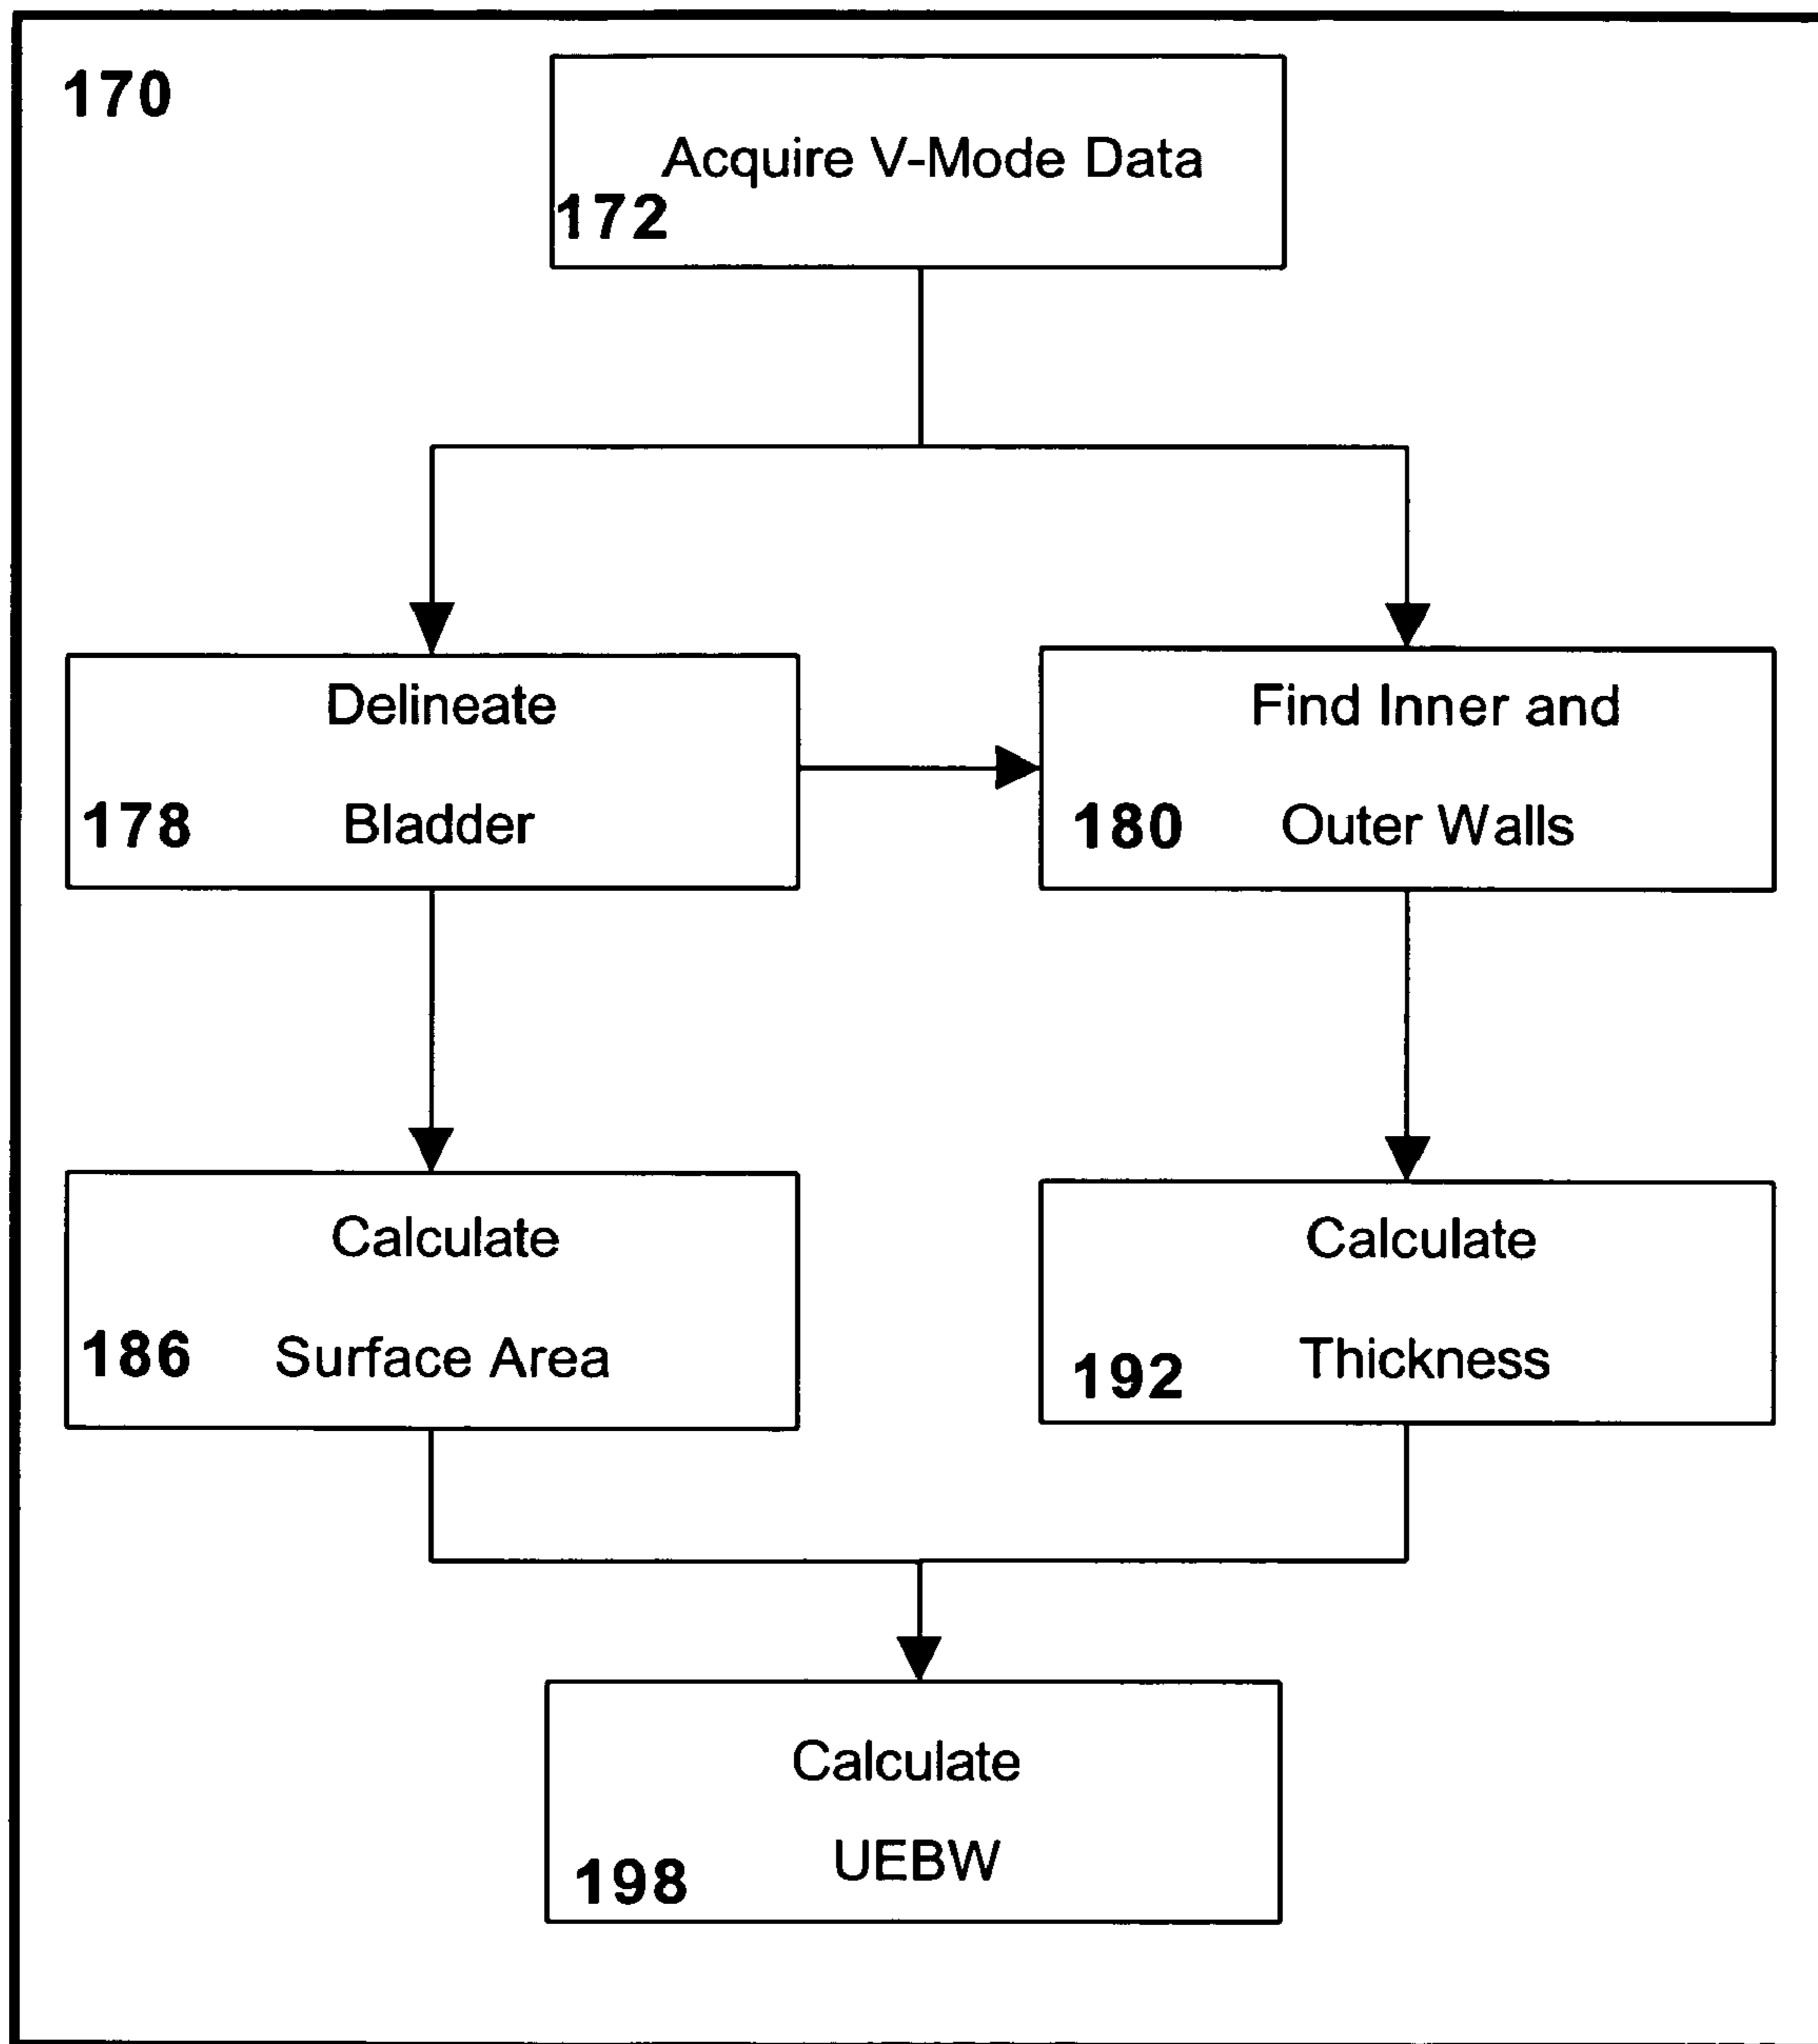 170
Acquire V-Mode Data
172
Delineate
178 Bladder
Find Inner and
180 Outer Walls
Calculate
186 Surface Area
Calculate
192 Thickness
Calculate
UEBW
198